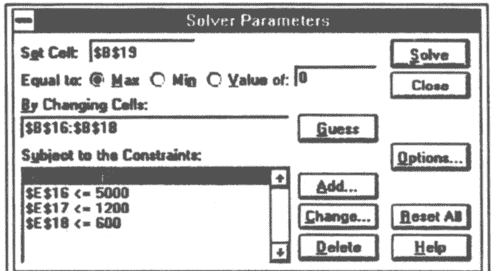 Solver Parameters
Set Cell: $B$19
Solve
Equal to: Max Min Value of: 0
Close
By Changing Cells:
$B$16:$B$18
Guess
Subject to the Constraints:
Options...
$E$16 <= 5000
$E$17 <= 1200
$E$18 <= 600
Add...
Change...
Reset All
Delete
Help